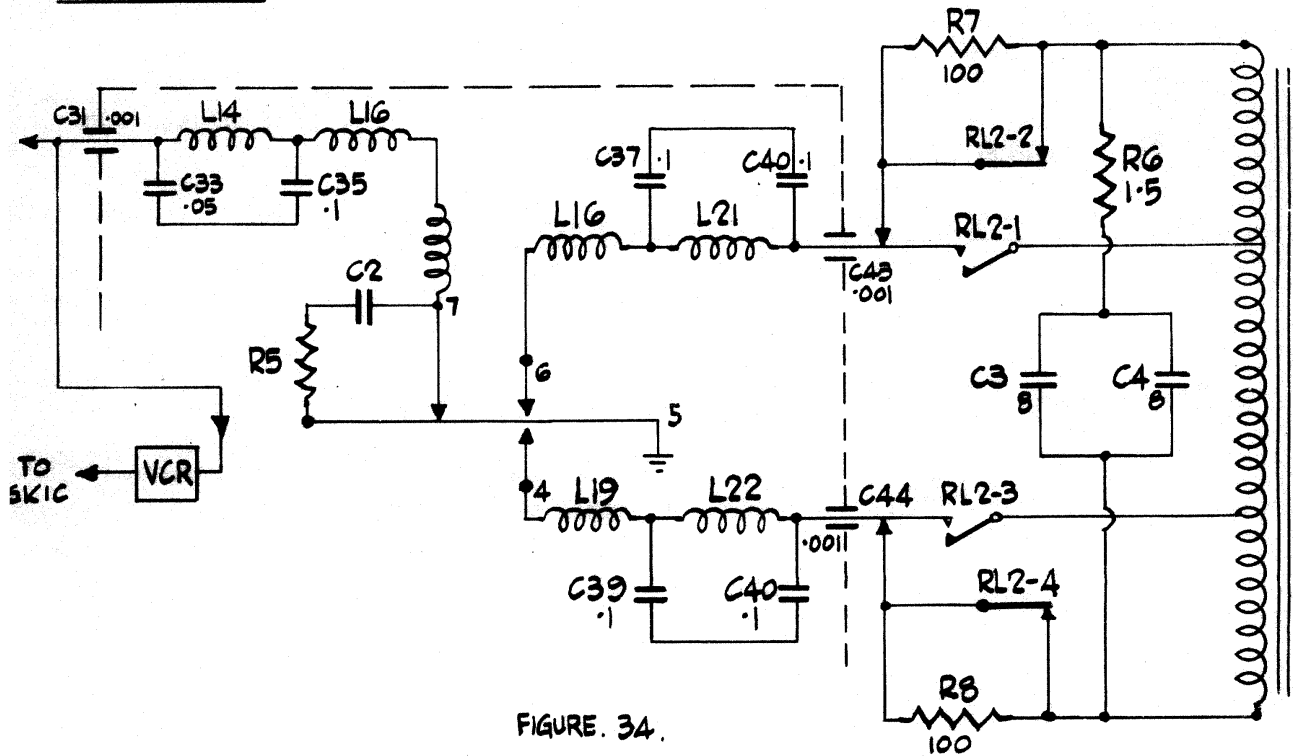 R7
100
C31 .001
L14
L16
C37 .1
C40 .1
RL2-2
R6
1.5
C33
.05
C35
.1
L16
L21
RL2-1
C2
7
C43
.001
R5
6
C3
8
C4
8
5
TO
SKIC
VCR
4
L19
L22
C44
.001
RL2-3
C39
.1
C40
.1
RL2-4
R8
100
FIGURE. 34.